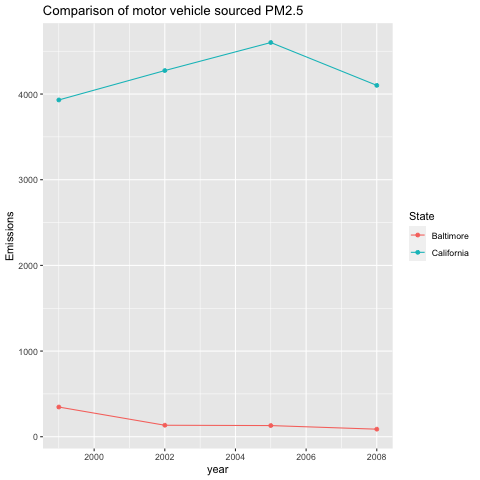 Comparison of motor vehicle sourced PM2.5
4000
3000
2000
1000
0
Emissions
2000 2002 2004 2006 2008
year
State
Baltimore
California